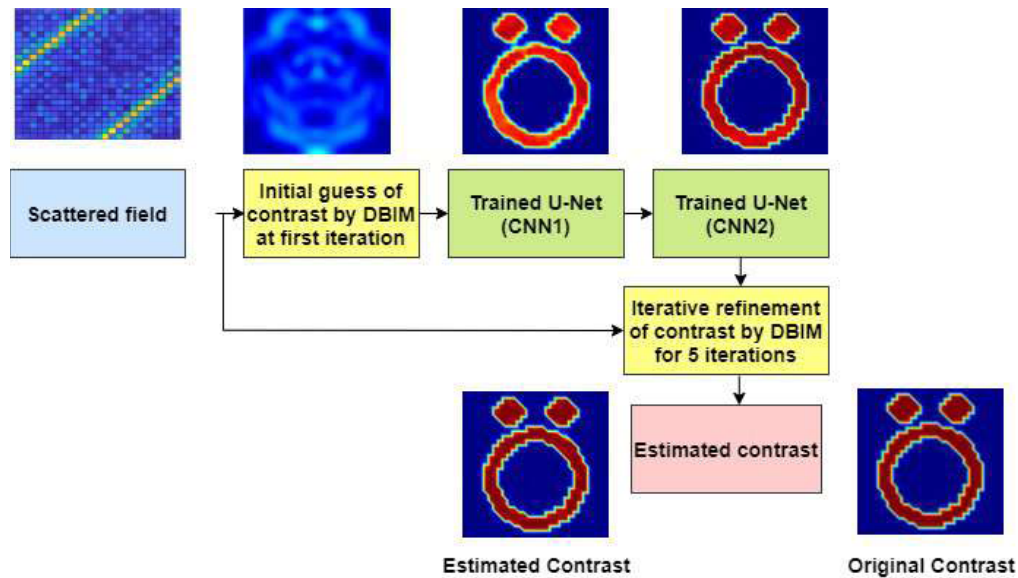 Scattered field
Initial guess of
contrast by DBIM
at first iteration
Trained U-Net
(CNN1)
Trained U-Net
(CNN2)
Iterative refinement
of contrast by DBIM
for 5 iterations
Estimated contrast
Estimated Contrast
Original Contrast